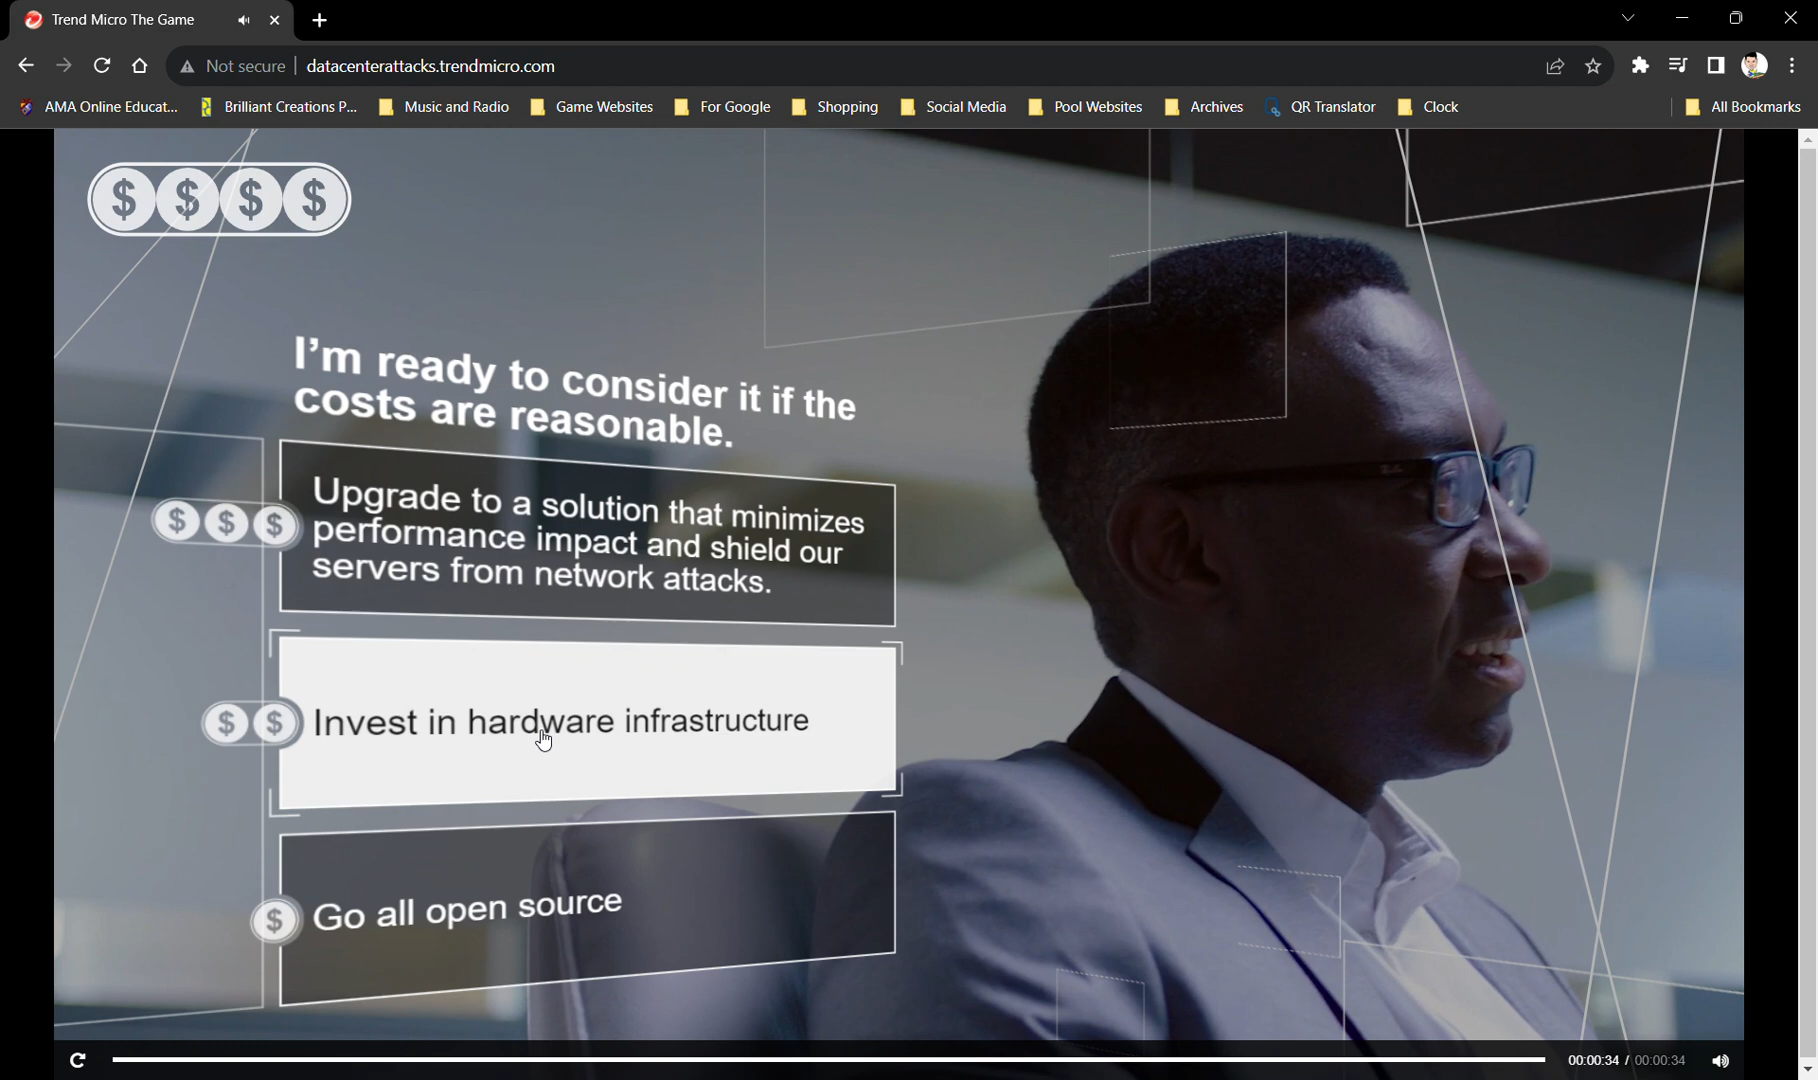 Trend Micro The Game
Not secure
datacenterattacks.trendmicro.com
AMA Online Educat...
Brilliant Creations P...
Music and Radio
Game Websites
For Google
Shopping
Social Media
Pool Websites
Archives
QR Translator
Clock
All Bookmarks
$ $ $ $
I'm ready to consider it if the
costs are reasonable.
$ $ $
Upgrade to a solution that minimizes
performance impact and shield our
servers from network attacks.
$ $
Invest in hardware infrastructure
$
Go all open source
00:00:34 / 00:00:34